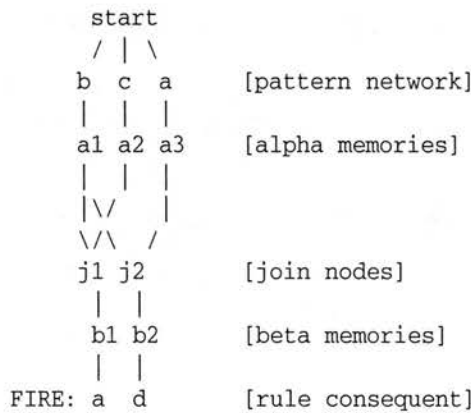 start
/ | \
b c a [pattern network]
| | |
a1 a2 a3 [alpha memories]
| | |
|\/ |
\/\ /
j1 j2 [join nodes]
| |
b1 b2 [beta memories]
| |
FIRE: a d [rule consequent]